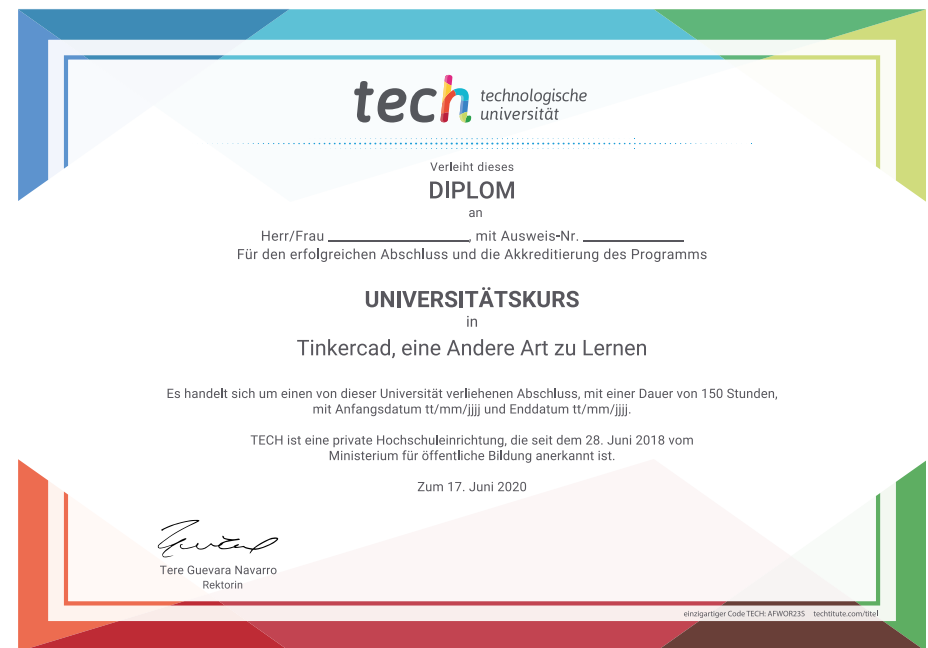 tech technologische
universität
Verleiht dieses
DIPLOM
an
Herr/Frau ____________________, mit Ausweis-Nr. ______________
Für den erfolgreichen Abschluss und die Akkreditierung des Programms
UNIVERSITÄTSKURS
in
Tinkercad, eine Andere Art zu Lernen
Es handelt sich um einen von dieser Universität verliehenen Abschluss, mit einer Dauer von 150 Stunden,
mit Anfangsdatum tt/mm/jjjj und Enddatum tt/mm/jjjj.
TECH ist eine private Hochschuleinrichtung, die seit dem 28. Juni 2018 vom
Ministerium für öffentliche Bildung anerkannt ist.
Zum 17. Juni 2020
Tere Guevara Navarro
Rektorin
einzigartiger Code TECH: AFWOR23S techtitute.com/titel